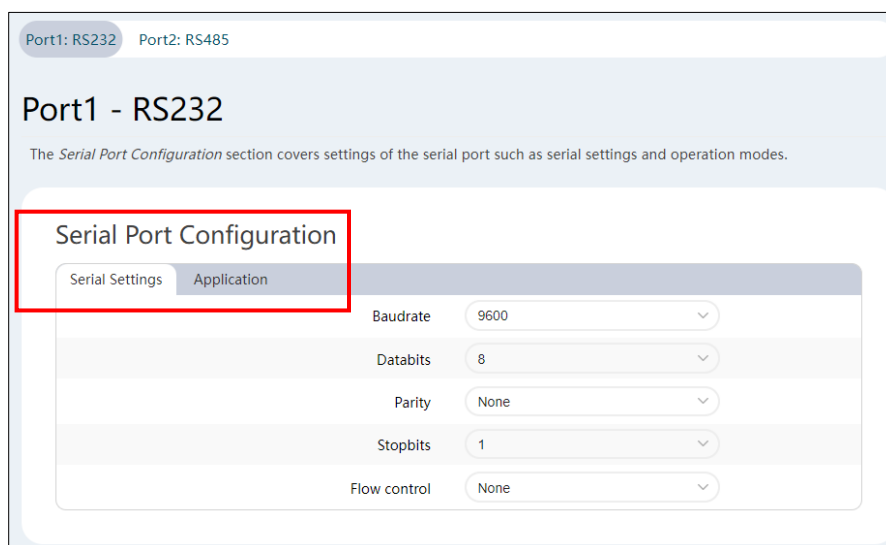 Port1: RS232 Port2: RS485
Port1 - RS232
The Serial Port Configuration section covers settings of the serial port such as serial settings and operation modes.
Serial Port Configuration
Serial Settings Application
Baudrate 9600
Databits 8
Parity None
Stopbits 1
Flow control None